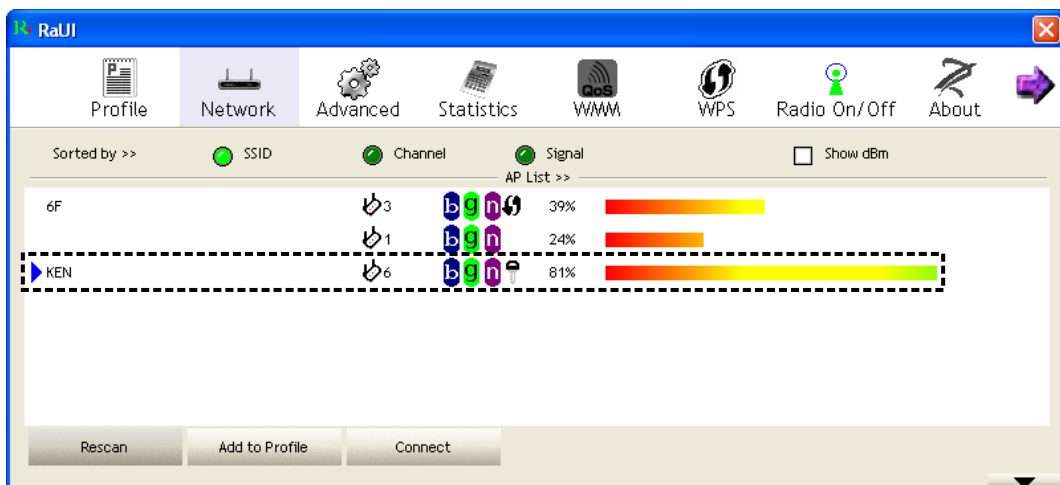 RaUI
Profile Network Advanced Statistics QoS WMM WPS Radio On/Off About
Sorted by >> SSID Channel Signal Show dBm
AP List >>
6F 3 b g n 39%
1 b g n 24%
KEN 6 b g n 81%
Rescan Add to Profile Connect